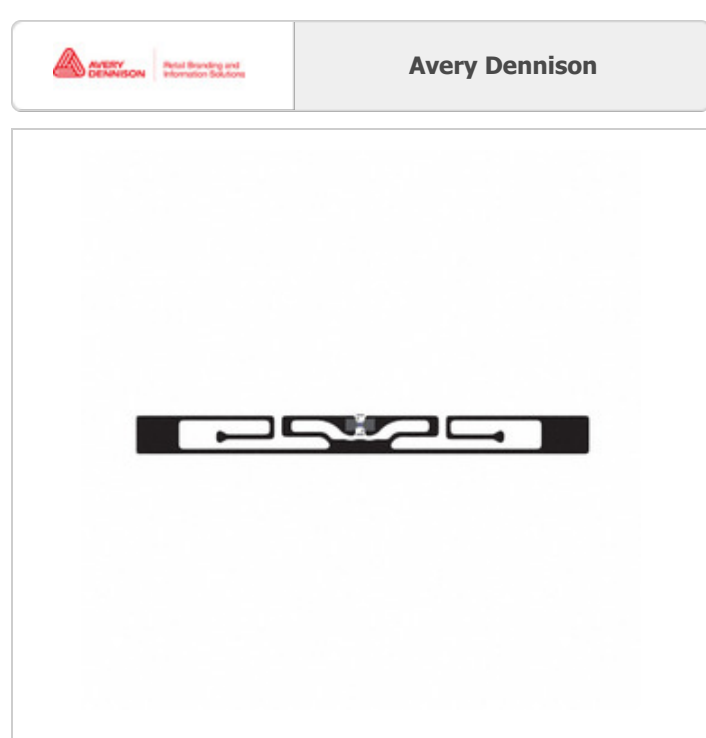 AVERY
DENNISON
Retail Branding and
Information Solutions
Avery Dennison